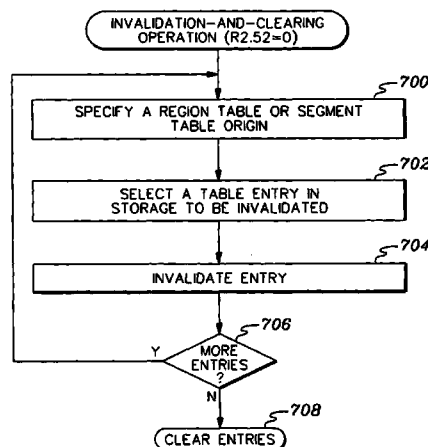 INVALIDATION-AND-CLEARING
OPERATION (R2.52=0)
700
SPECIFY A REGION TABLE OR SEGMENT
TABLE ORIGIN
702
SELECT A TABLE ENTRY IN
STORAGE TO BE INVALIDATED
704
INVALIDATE ENTRY
706
Y
MORE
ENTRIES
?
N
708
CLEAR ENTRIES